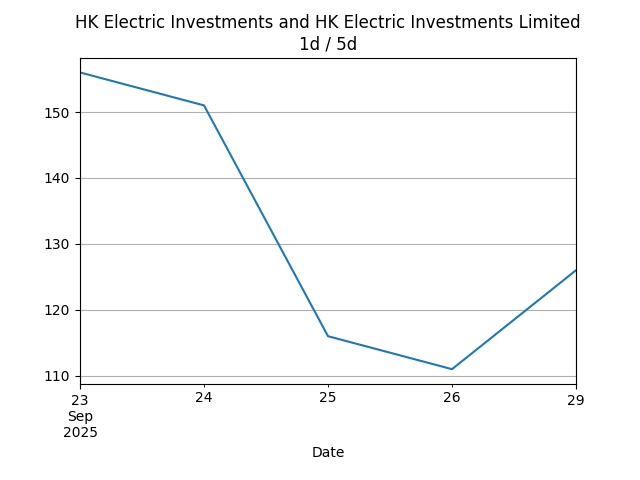 HK Electric Investments and HK Electric Investments Limited
1d / 5d
150
140
130
120
110
23
Sep
2025
24
25
26
29
Date